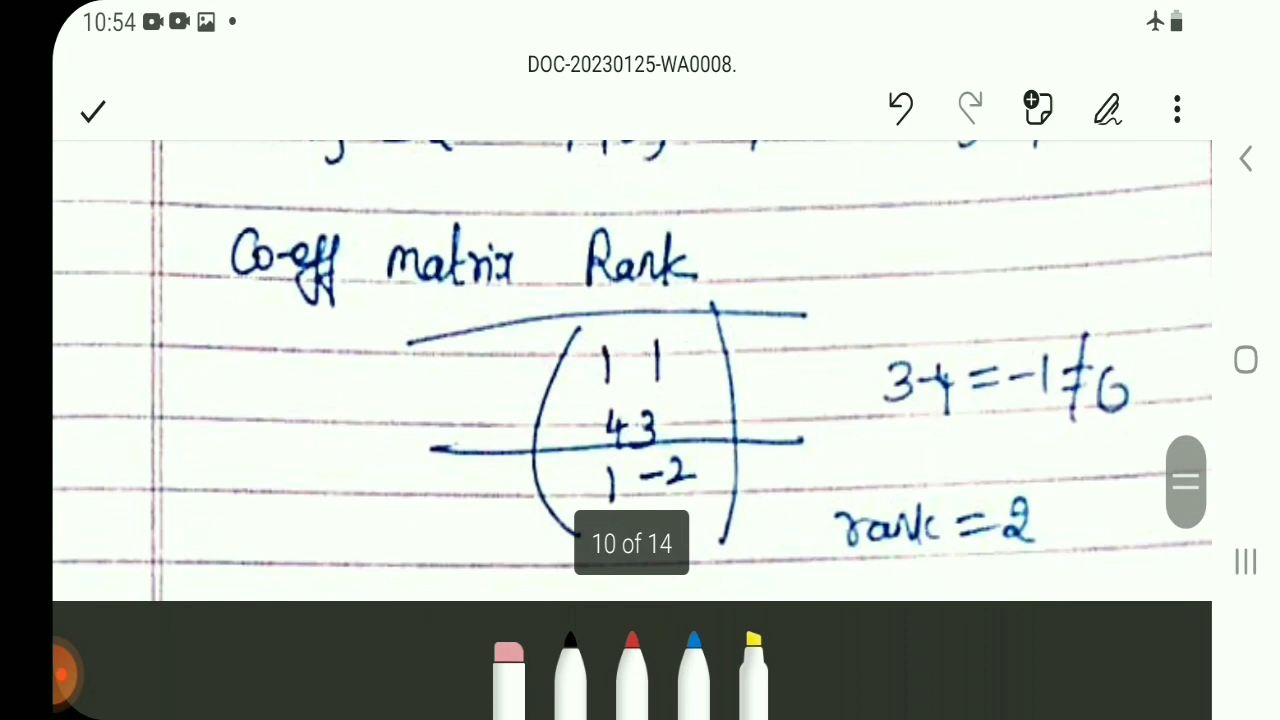 10:54
DOC-20230125-WA0008.
Co-eff matrix Rank
1 1
4 3
1 -2
3-4 = -1 ≠ 0
rank = 2
10 of 14